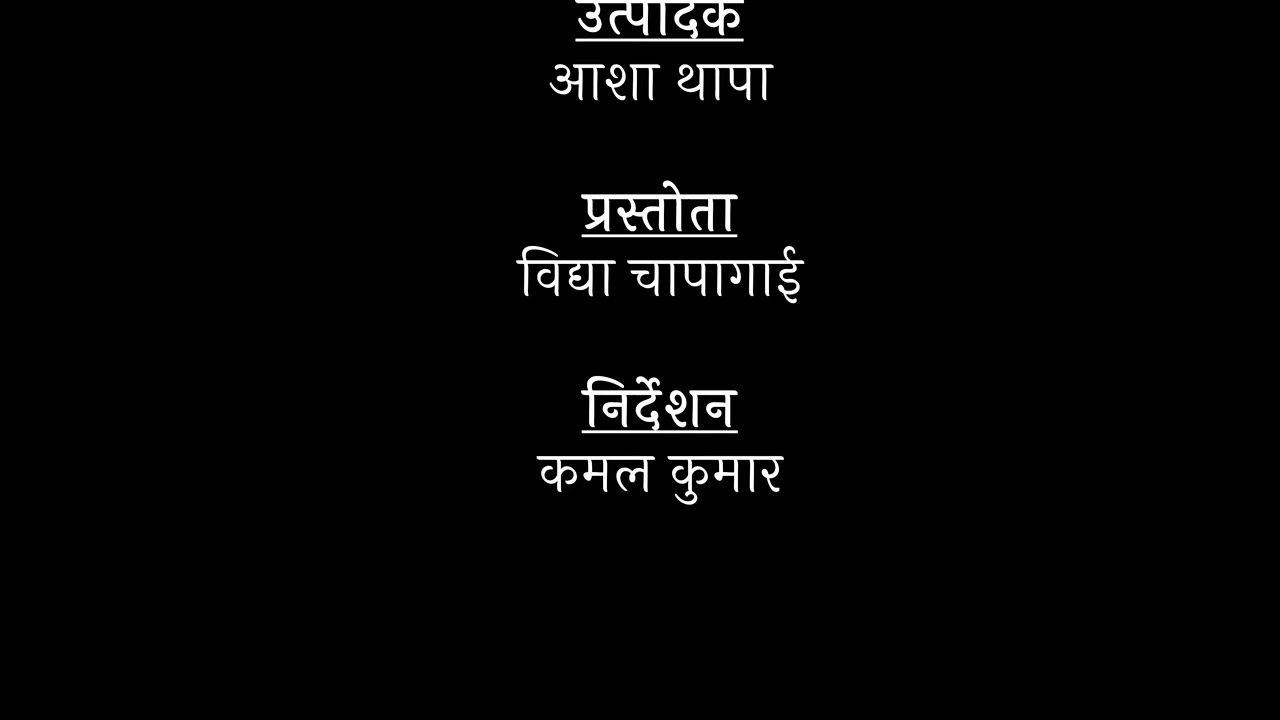 उत्पादक
आशा थापा
प्रस्तोता
विद्या चापागाई
निर्देशन
कमल कुमार